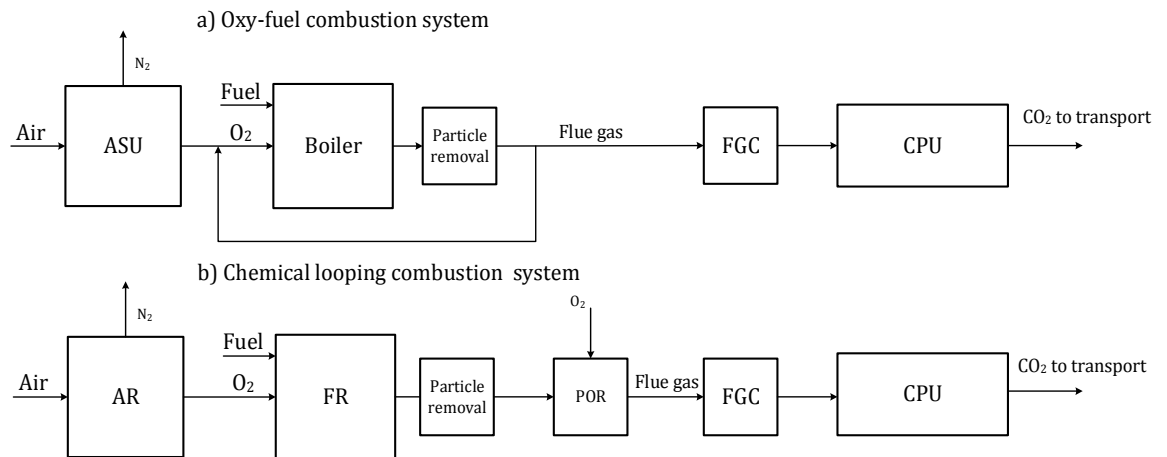 a) Oxy-fuel combustion system
N₂
Fuel
Air
ASU
O₂
Boiler
Particle
removal
Flue gas
FGC
CPU
CO₂ to transport
b) Chemical looping combustion system
N₂
O₂
Fuel
Air
AR
O₂
FR
Particle
removal
POR
Flue gas
FGC
CPU
CO₂ to transport